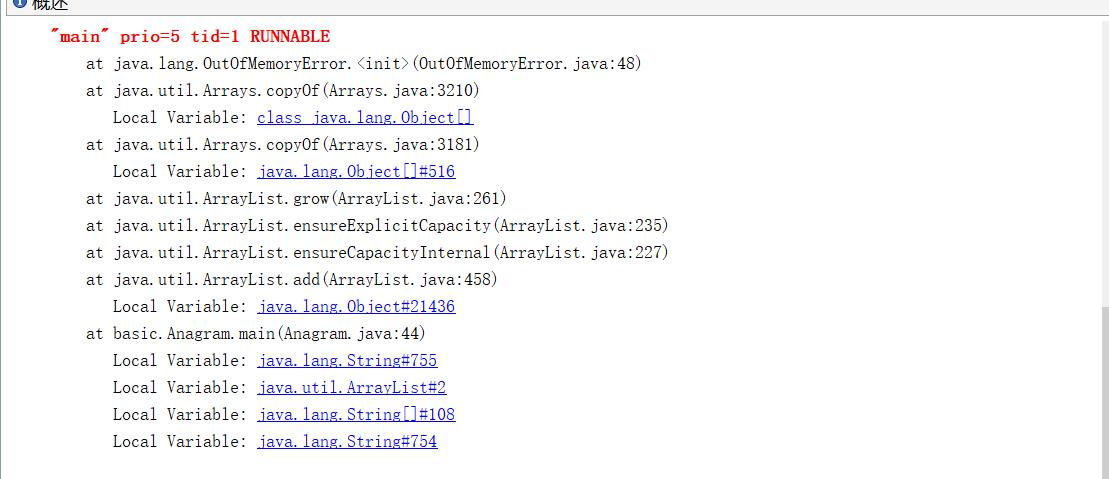 概述
"main" prio=5 tid=1 RUNNABLE
at java.lang.OutOfMemoryError.<init>(OutOfMemoryError.java:48)
at java.util.Arrays.copyOf(Arrays.java:3210)
Local Variable: class java.lang.Object[]
at java.util.Arrays.copyOf(Arrays.java:3181)
Local Variable: java.lang.Object[]#516
at java.util.ArrayList.grow(ArrayList.java:261)
at java.util.ArrayList.ensureExplicitCapacity(ArrayList.java:235)
at java.util.ArrayList.ensureCapacityInternal(ArrayList.java:227)
at java.util.ArrayList.add(ArrayList.java:458)
Local Variable: java.lang.Object#21436
at basic.Anagram.main(Anagram.java:44)
Local Variable: java.lang.String#755
Local Variable: java.util.ArrayList#2
Local Variable: java.lang.String[]#108
Local Variable: java.lang.String#754